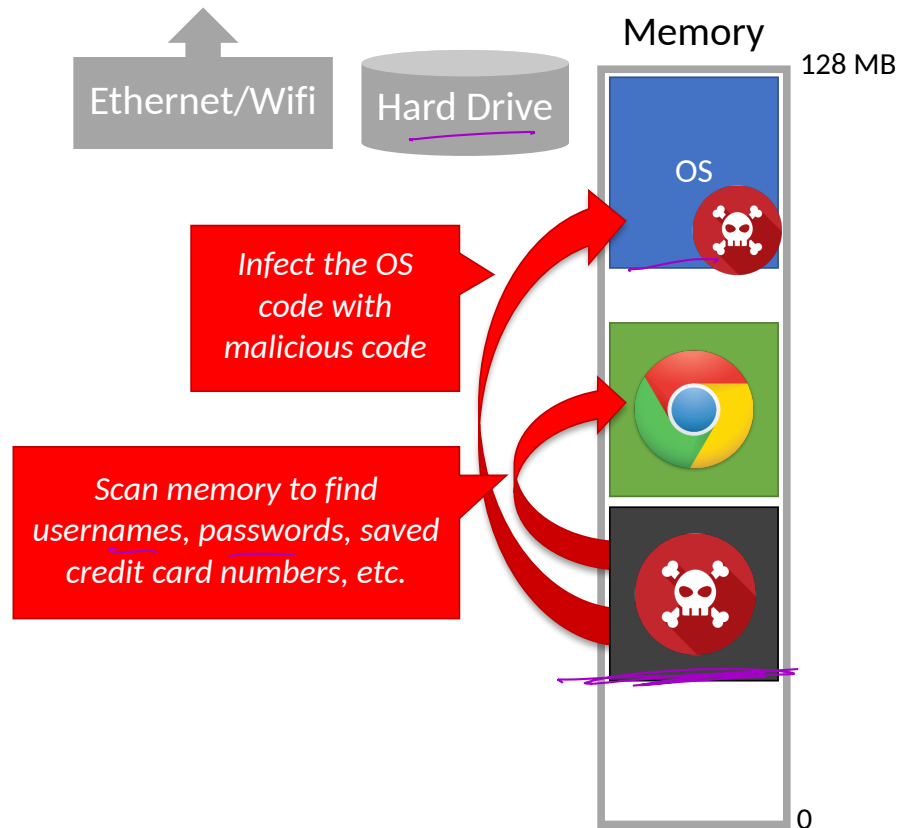 Memory
128 MB
Ethernet/Wifi
Hard Drive
OS
Infect the OS
code with
malicious code
Scan memory to find
usernames, passwords, saved
credit card numbers, etc.
0